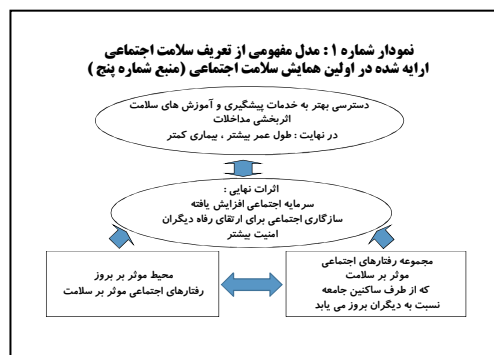 نمودار شماره ۱ : مدل مفهومی از تعریف سلامت اجتماعی
ارایه شده در اولین همایش سلامت اجتماعی (منبع شماره پنج )
دسترسی بهتر به خدمات پیشگیری و آموزش های سلامت
اثربخشی مداخلات
در نهایت : طول عمر بیشتر ، بیماری کمتر
اثرات نهایی :
سرمایه اجتماعی افزایش یافته
سازگاری اجتماعی برای ارتقای رفاه دیگران
امنیت بیشتر
مجموعه رفتارهای اجتماعی
موثر بر سلامت
که از طرف ساکنین جامعه
نسبت به دیگران بروز می یابد
محیط موثر بر بروز
رفتارهای اجتماعی موثر بر سلامت